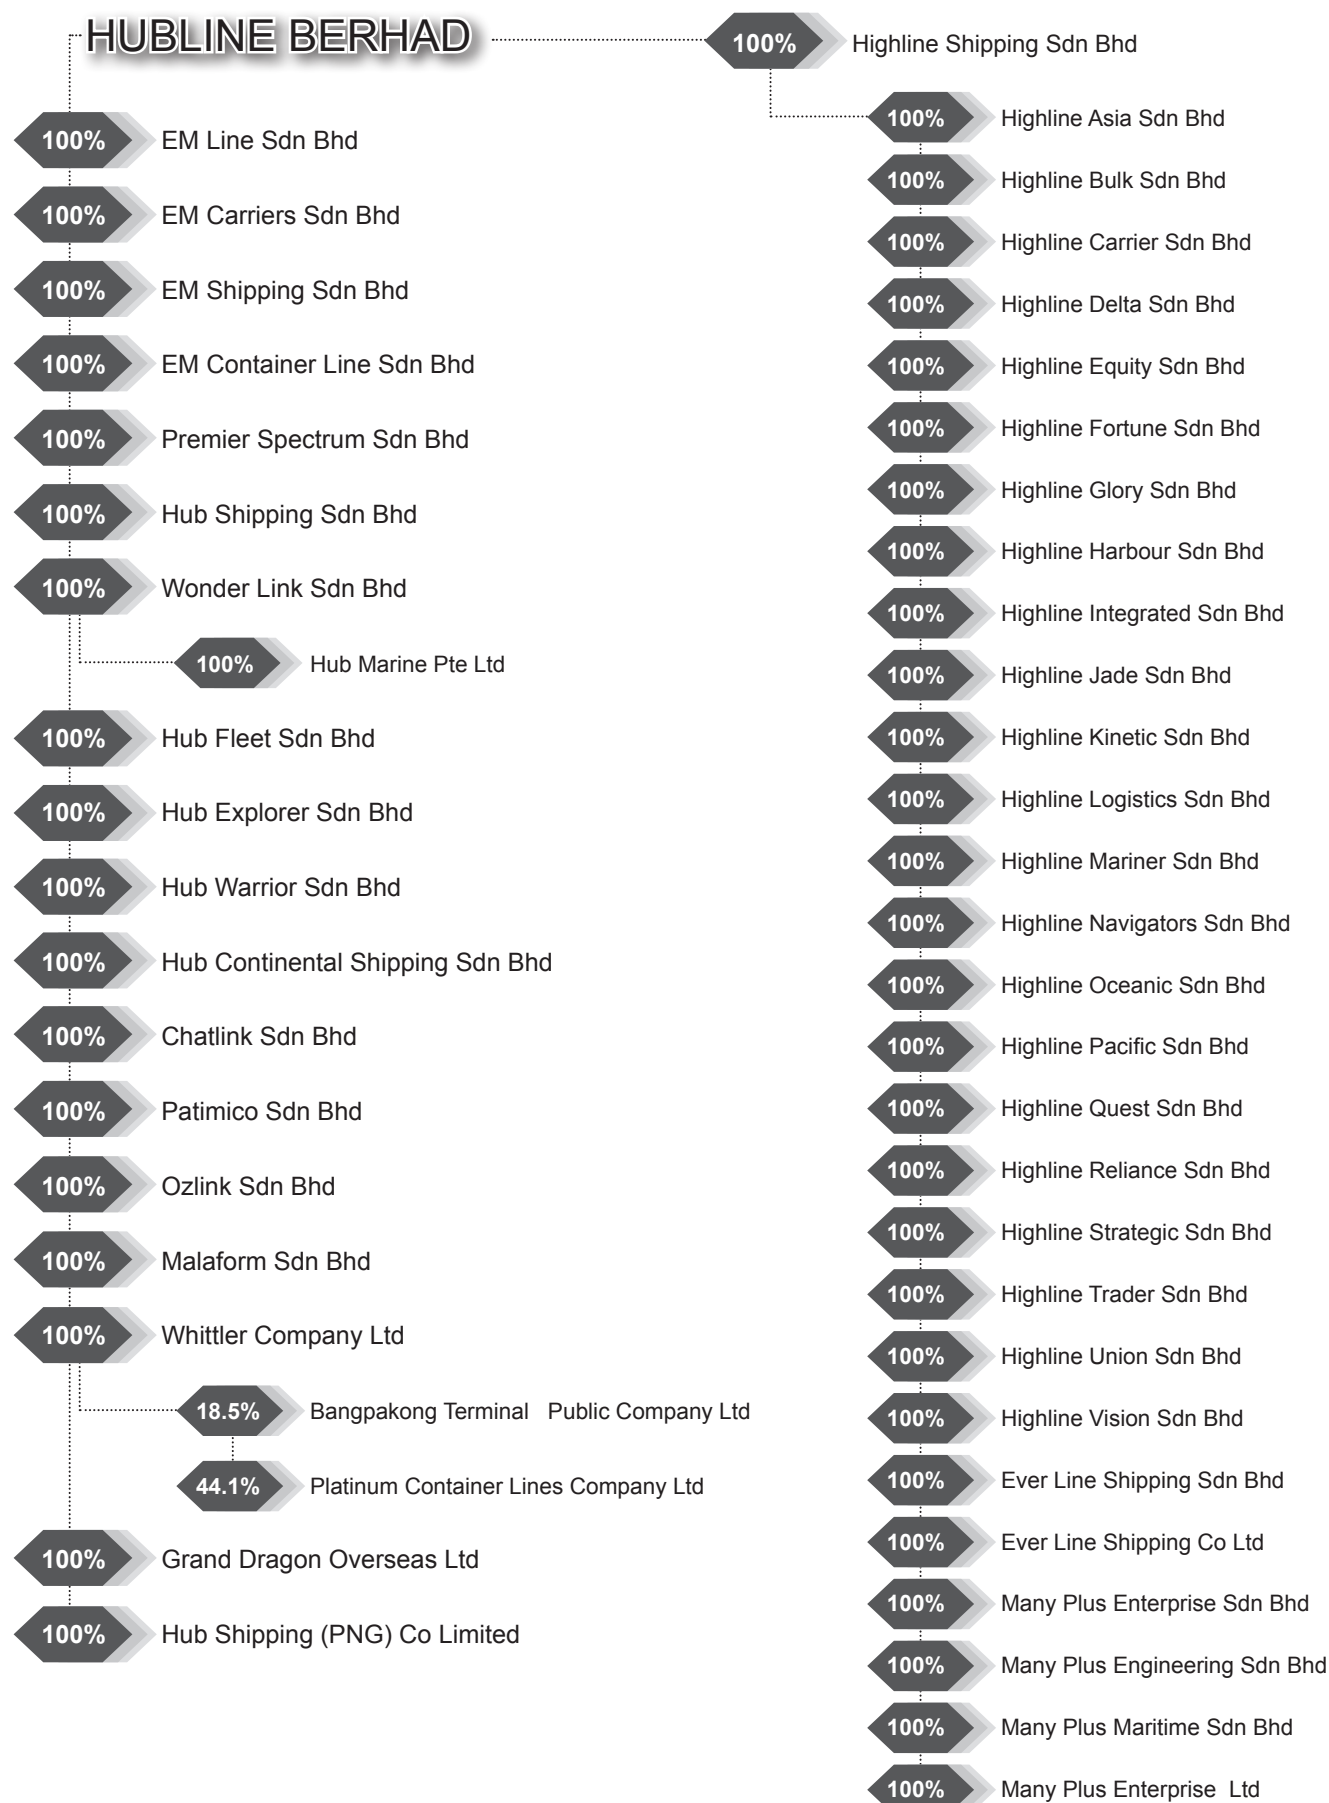 HUBLINE BERHAD
100% EM Line Sdn Bhd
100% EM Carriers Sdn Bhd
100% EM Shipping Sdn Bhd
100% EM Container Line Sdn Bhd
100% Premier Spectrum Sdn Bhd
100% Hub Shipping Sdn Bhd
100% Wonder Link Sdn Bhd
100% Hub Marine Pte Ltd
100% Hub Fleet Sdn Bhd
100% Hub Explorer Sdn Bhd
100% Hub Warrior Sdn Bhd
100% Hub Continental Shipping Sdn Bhd
100% Chatlink Sdn Bhd
100% Patimico Sdn Bhd
100% Ozlink Sdn Bhd
100% Malaform Sdn Bhd
100% Whittler Company Ltd
18.5% Bangpakong Terminal Public Company Ltd
44.1% Platinum Container Lines Company Ltd
100% Grand Dragon Overseas Ltd
100% Hub Shipping (PNG) Co Limited
100% Highline Shipping Sdn Bhd
100% Highline Asia Sdn Bhd
100% Highline Bulk Sdn Bhd
100% Highline Carrier Sdn Bhd
100% Highline Delta Sdn Bhd
100% Highline Equity Sdn Bhd
100% Highline Fortune Sdn Bhd
100% Highline Glory Sdn Bhd
100% Highline Harbour Sdn Bhd
100% Highline Integrated Sdn Bhd
100% Highline Jade Sdn Bhd
100% Highline Kinetic Sdn Bhd
100% Highline Logistics Sdn Bhd
100% Highline Mariner Sdn Bhd
100% Highline Navigators Sdn Bhd
100% Highline Oceanic Sdn Bhd
100% Highline Pacific Sdn Bhd
100% Highline Quest Sdn Bhd
100% Highline Reliance Sdn Bhd
100% Highline Strategic Sdn Bhd
100% Highline Trader Sdn Bhd
100% Highline Union Sdn Bhd
100% Highline Vision Sdn Bhd
100% Ever Line Shipping Sdn Bhd
100% Ever Line Shipping Co Ltd
100% Many Plus Enterprise Sdn Bhd
100% Many Plus Engineering Sdn Bhd
100% Many Plus Maritime Sdn Bhd
100% Many Plus Enterprise Ltd